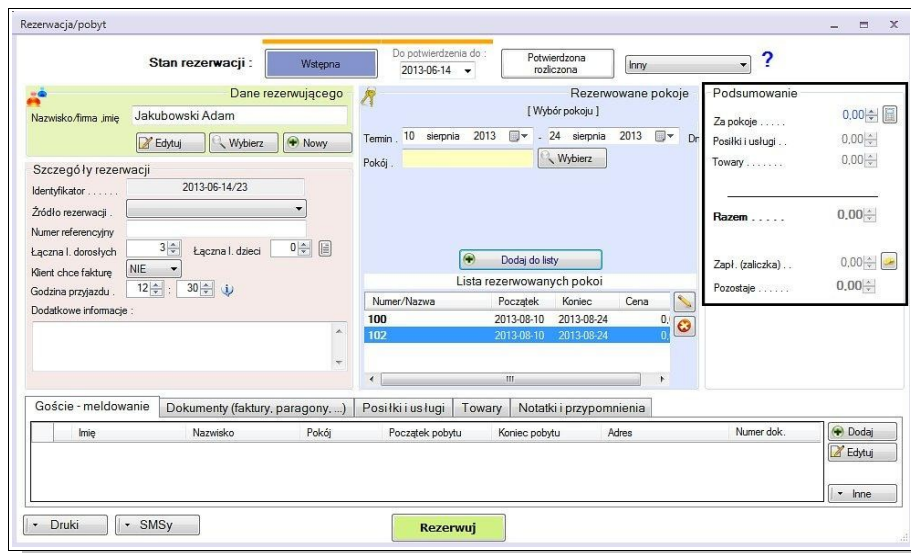 Rezerwacja/pobyt
Stan rezerwacji :
Wstępna
Do potwierdzenia do :
2013-06-14
Potwierdzona
rozliczona
Inny
?
Dane rezerwującego
Nazwisko/firma ,imię
Jakubowski Adam
Edytuj
Wybierz
Nowy
Szczegóły rezerwacji
Identyfikator . . . . . .
2013-06-14/23
Źródło rezerwacji .
Numer referencyjny
Łączna l. dorosłych
3
Łączna l. dzieci
0
Klient chce fakturę
NIE
Godzina przyjazdu .
12 : 30
Dodatkowe informacje :
Rezerwowane pokoje
[ Wybór pokoju ]
Termin . 10 sierpnia 2013 - 24 sierpnia 2013 Dr
Pokój .
Wybierz
Dodaj do listy
Lista rezerwowanych pokoi
Numer/Nazwa Początek Koniec Cena
100 2013-08-10 2013-08-24 0,
102 2013-08-10 2013-08-24 0,
Podsumowanie
Za pokoje . . . . . 0,00
Posiłki i usługi . . 0,00
Towary . . . . . . . 0,00
Razem . . . . . 0,00
Zapł. (zaliczka) . . 0,00
Pozostaje . . . . . . 0,00
Goście - meldowanie
Dokumenty (faktury, paragony, ...)
Posiłki i usługi
Towary
Notatki i przypomnienia
Imię Nazwisko Pokój Początek pobytu Koniec pobytu Adres Numer dok.
Dodaj
Edytuj
Inne
Druki
SMSy
Rezerwuj